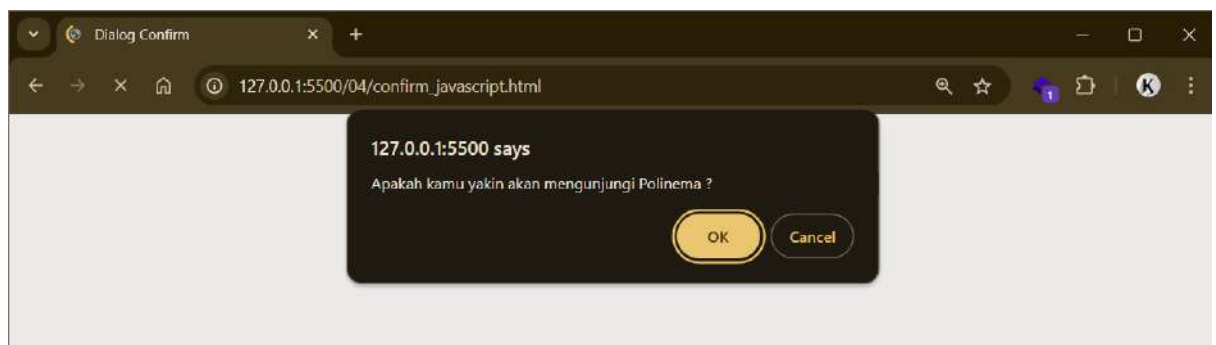 Dialog Confirm
127.0.0.1:5500/04/confirm_javascript.html
1
K
127.0.0.1:5500 says
Apakah kamu yakin akan mengunjungi Polinema ?
OK
Cancel